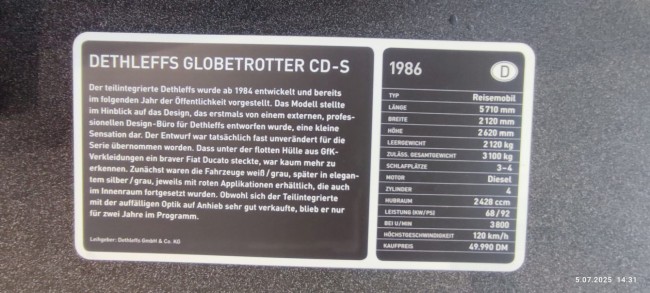 DETHLEFFS GLOBETROTTER CD-S
Der teilintegrierte Dethleffs wurde ab 1984 entwickelt und bereits
im folgenden Jahr der Öffentlichkeit vorgestellt. Das Modell stellte
im Hinblick auf das Design, das erstmals von einem externen, profes-
sionellen Design-Büro für Dethleffs entworfen wurde, eine kleine
Sensation dar. Der Entwurf war tatsächlich fast unverändert für die
Serie übernommen worden. Dass unter der flotten Hülle aus GfK-
Verkleidungen ein braver Fiat Ducato steckte, war kaum mehr zu
erkennen. Zunächst waren die Fahrzeuge weiß/grau, später in elegan-
tem silber/grau, jeweils mit roten Applikationen erhältlich, die auch
im Innenraum fortgesetzt wurden. Obwohl sich der Teilintegrierte
mit der auffälligen Optik auf Anhieb sehr gut verkaufte, blieb er nur
für zwei Jahre im Programm.
Leihgeber: Dethleffs GmbH & Co. KG
1986 D
TYP Reisemobil
LÄNGE 5710 mm
BREITE 2120 mm
HÖHE 2620 mm
LEERGEWICHT 2120 kg
ZULÄSS. GESAMTGEWICHT 3100 kg
SCHLAFPLÄTZE 3–4
MOTOR Diesel
ZYLINDER 4
HUBRAUM 2428 ccm
LEISTUNG (KW/PS) 68/92
BEI U/MIN 3800
HÖCHSTGESCHWINDIGKEIT 120 km/h
KAUFPREIS 49.990 DM
5.07.2025 14:31